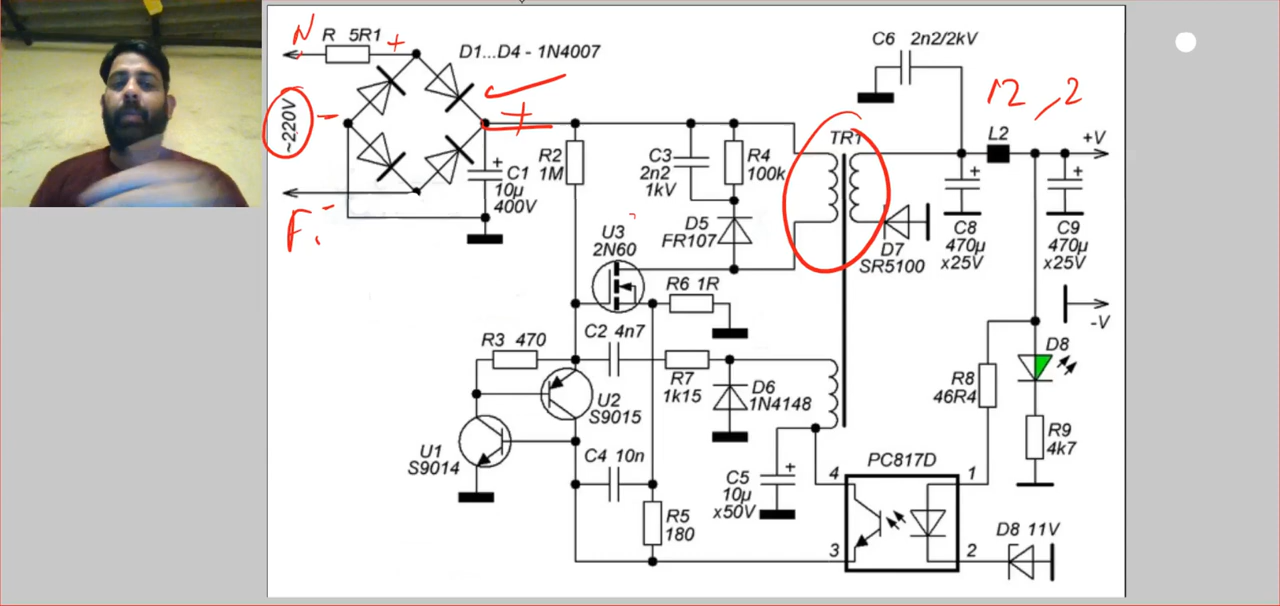 N
R 5R1
+
D1...D4 - 1N4007
C6 2n2/2kV
~220V
-
+
12,2
L2
+V
TR1
R2
1M
C3
2n2
1kV
R4
100k
+
C1
10µ
400V
F.
-
D5
FR107
U3
2N60
D7
SR5100
+
C8
470µ
x25V
+
C9
470µ
x25V
R6 1R
-V
C2 4n7
R3 470
R7
1k15
D6
1N4148
D8
R8
46R4
U2
S9015
U1
S9014
R9
4k7
C4 10n
C5
10µ
x50V
+
PC817D
4
1
R5
180
3
2
D8 11V